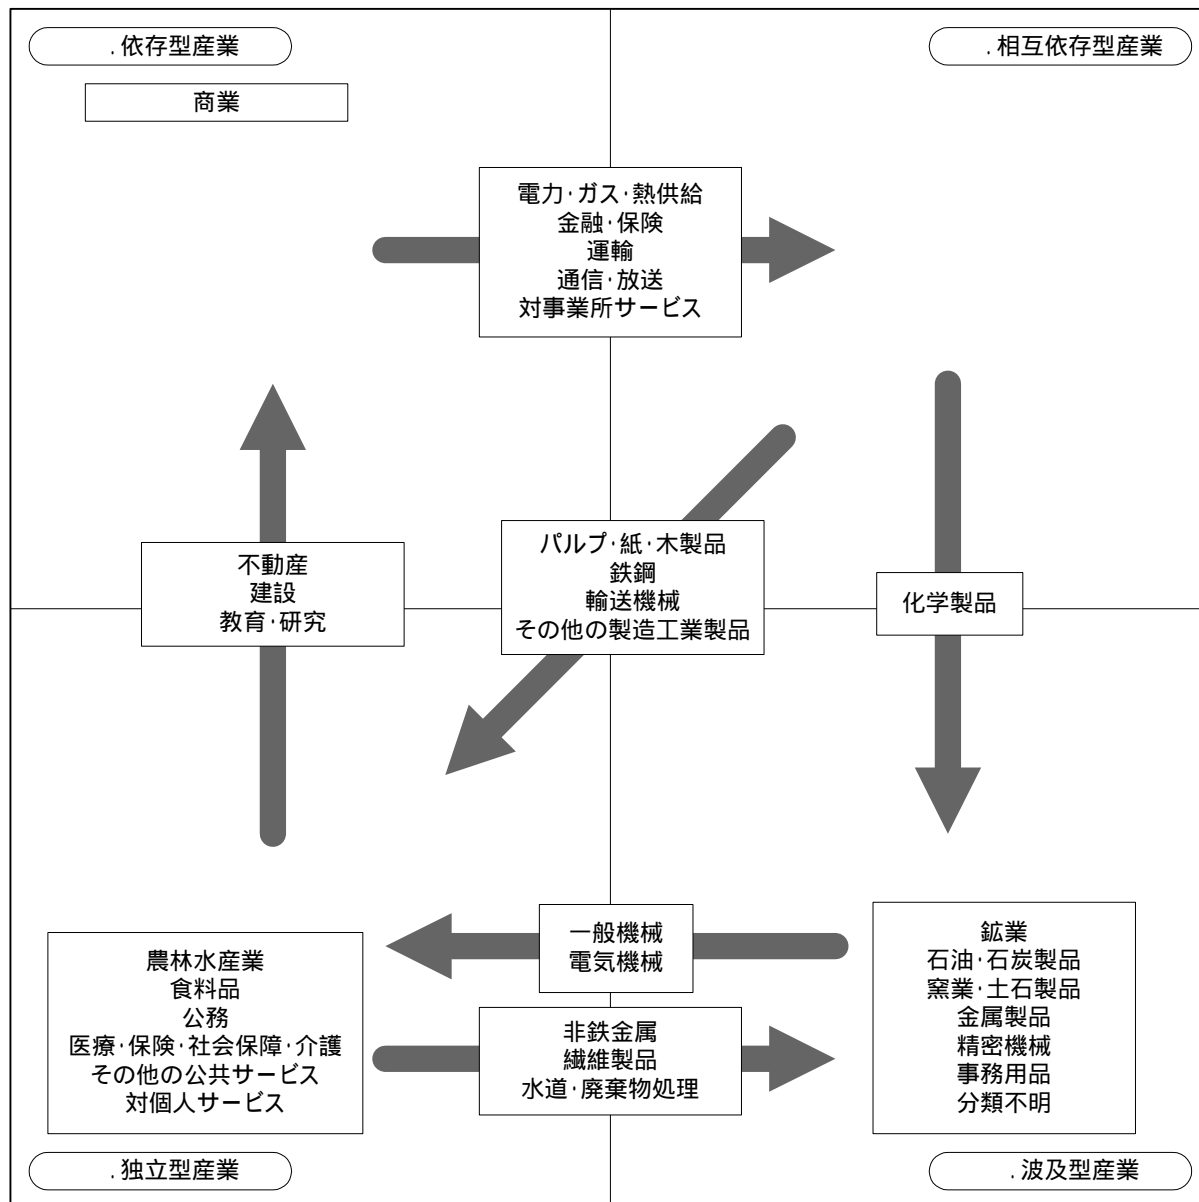 .依存型産業
.相互依存型産業
商業
電力·ガス·熱供給
金融·保険
運輸
通信·放送
対事業所サービス
不動産
建設
教育·研究
パルプ·紙·木製品
鉄鋼
輸送機械
その他の製造工業製品
化学製品
一般機械
電気機械
農林水産業
食料品
公務
医療·保険·社会保障·介護
その他の公共サービス
対個人サービス
非鉄金属
繊維製品
水道·廃棄物処理
鉱業
石油·石炭製品
窯業·土石製品
金属製品
精密機械
事務用品
分類不明
.独立型産業
.波及型産業